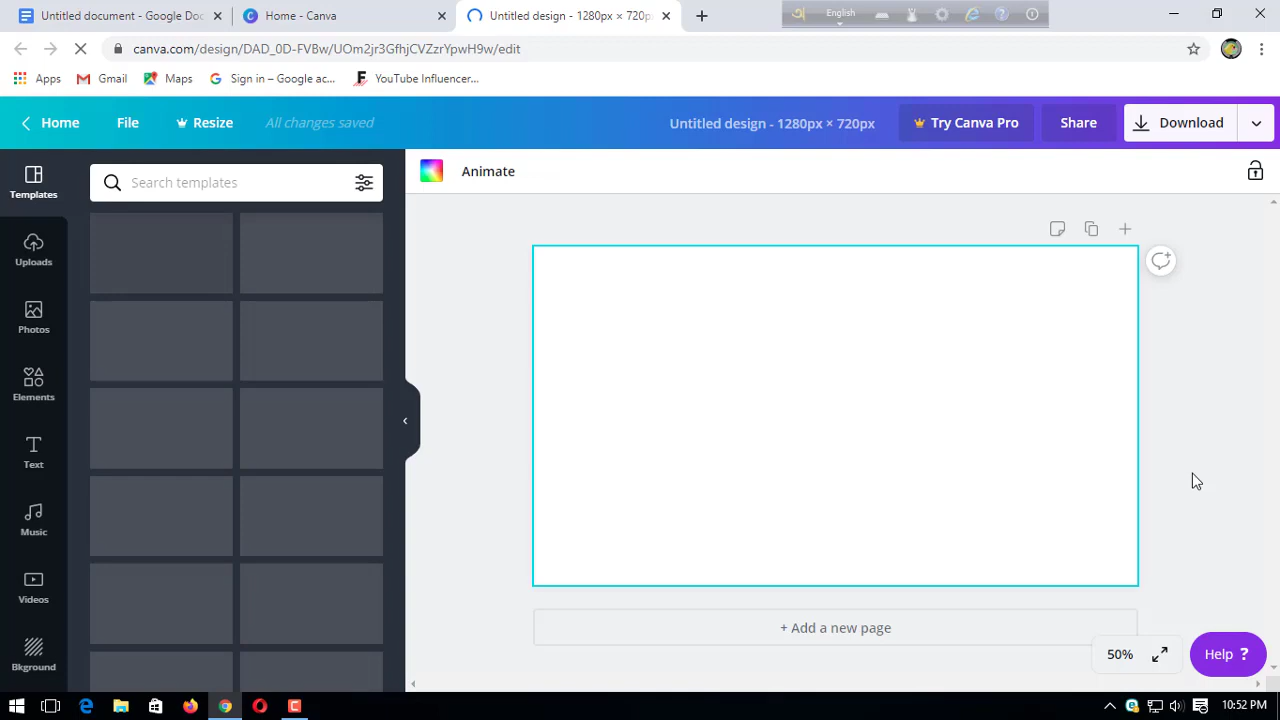 Untitled document - Google Doc
Home - Canva
Untitled design - 1280px × 720p
English
canva.com/design/DAD_0D-FVBw/UOm2jr3GfhjCVZzrYpwH9w/edit
Apps
Gmail
Maps
Sign in – Google ac...
YouTube Influencer...
Home
File
Resize
All changes saved
Untitled design - 1280px × 720px
Try Canva Pro
Share
Download
Templates
Search templates
Animate
Uploads
Photos
Elements
Text
Music
Videos
Bkground
+ Add a new page
50%
Help ?
10:52 PM